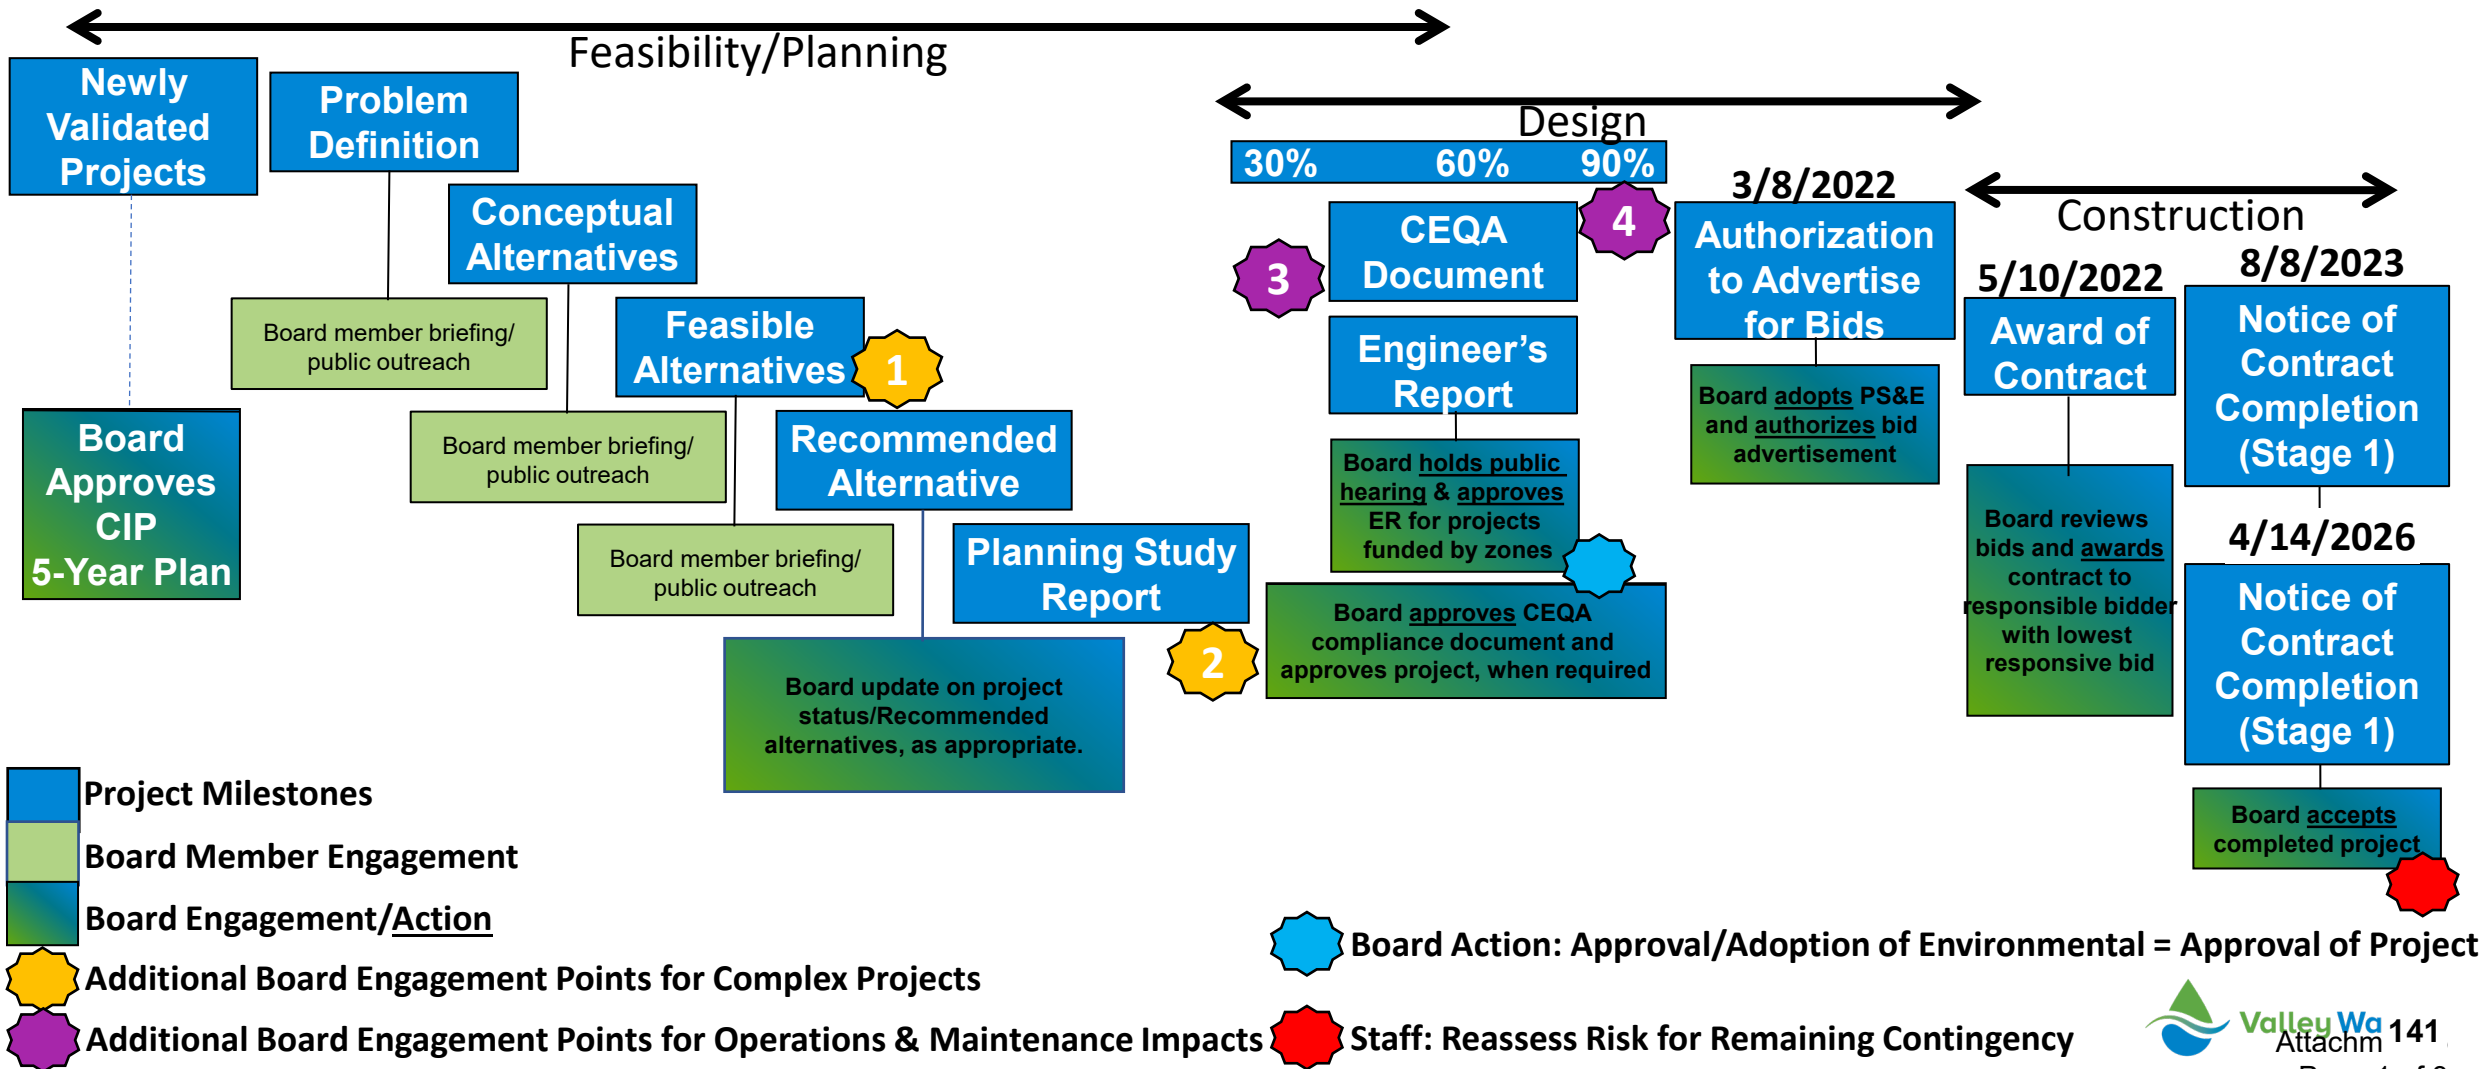 Feasibility/Planning
Newly
Validated
Projects
Problem
Definition
Conceptual
Alternatives
Feasible
Alternatives
1
Recommended
Alternative
Planning Study
Report
2
Board
Approves
CIP
5-Year Plan
Board member briefing/
public outreach
Board member briefing/
public outreach
Board member briefing/
public outreach
Board update on project
status/Recommended
alternatives, as appropriate.
Design
30% 60% 90%
3
4
CEQA
Document
Engineer’s
Report
Board holds public
hearing & approves
ER for projects
funded by zones
Board approves CEQA
compliance document and
approves project, when required
3/8/2022
Authorization
to Advertise
for Bids
Board adopts PS&E
and authorizes bid
advertisement
Construction
5/10/2022
Award of
Contract
Board reviews
bids and awards
contract to
responsible bidder
with lowest
responsive bid
8/8/2023
Notice of
Contract
Completion
(Stage 1)
4/14/2026
Notice of
Contract
Completion
(Stage 1)
Board accepts
completed project
Project Milestones
Board Member Engagement
Board Engagement/Action
Additional Board Engagement Points for Complex Projects
Additional Board Engagement Points for Operations & Maintenance Impacts
Board Action: Approval/Adoption of Environmental = Approval of Project
Staff: Reassess Risk for Remaining Contingency
Valley Wa
Attachm 141